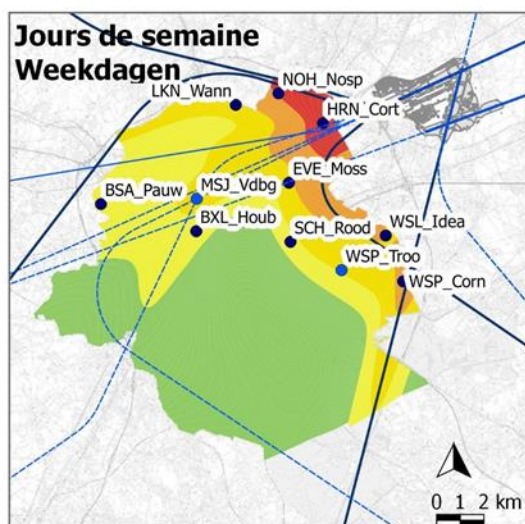 Jours de semaine
Weekdagen
NOH_Nosp
LKN_Wann
HRN_Cort
EVE_Moss
BSA_Pauw
MSJ_Vdbg
BXL_Houb
SCH_Rood
WSL_Idea
WSP_Troo
WSP_Corn
0 1 2 km